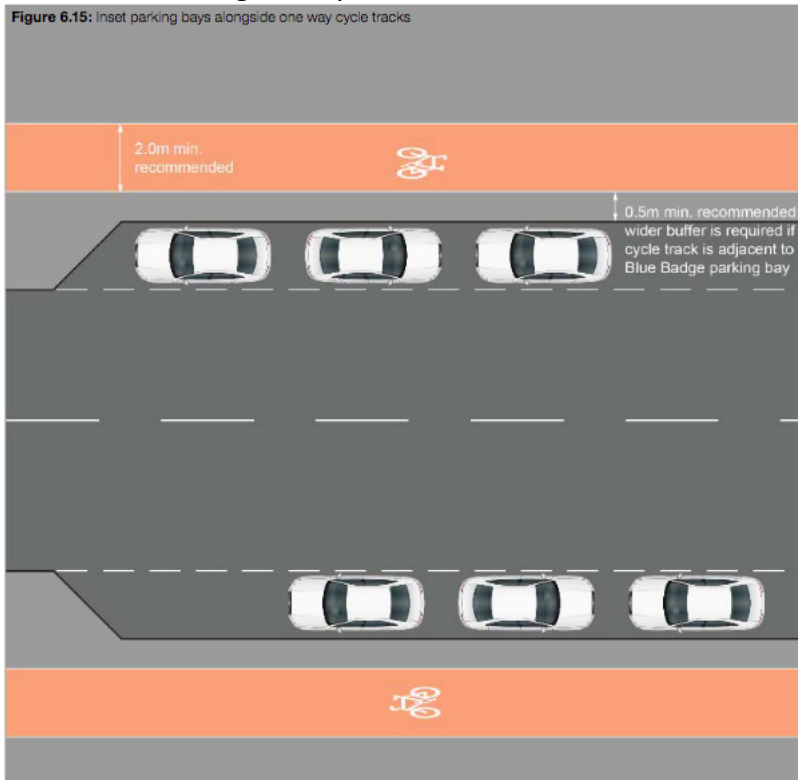 Figure 6.15: Inset parking bays alongside one way cycle tracks
2.0m min.
recommended
0.5m min. recommended
wider buffer is required if
cycle track is adjacent to
Blue Badge parking bay